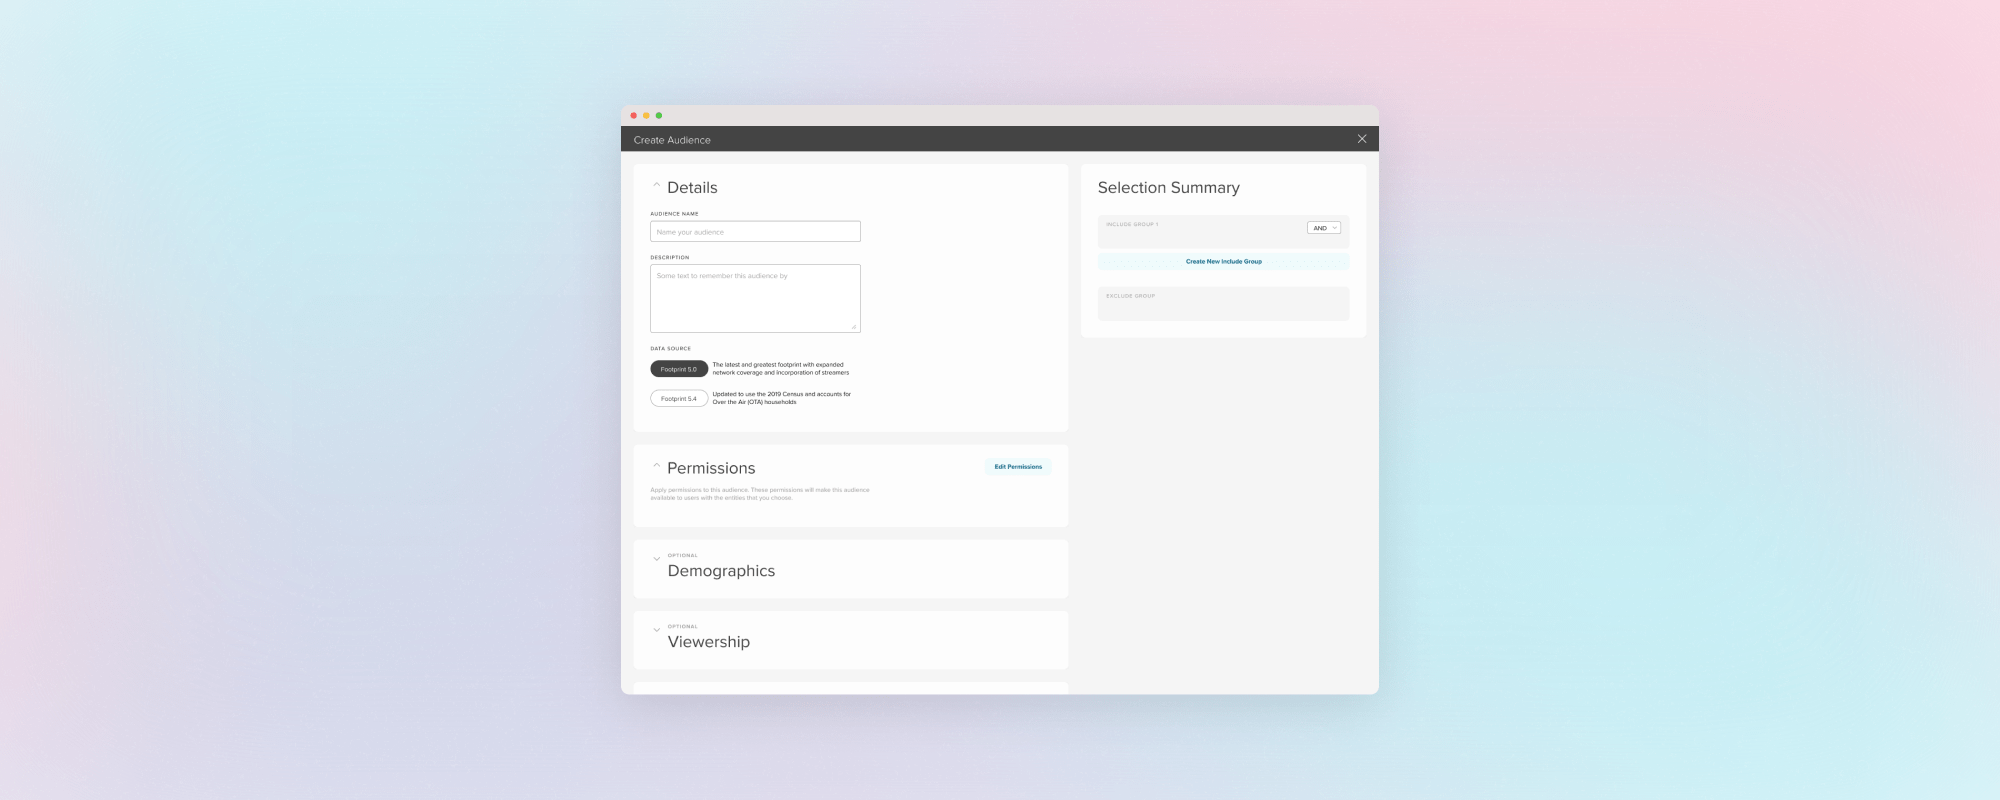 Create Audience
Details
AUDIENCE NAME
Name your audience
DESCRIPTION
Some text to remember this audience by
DATA SOURCE
Footprint 5.0
The latest and greatest footprint with expanded
network coverage and incorporation of streamers
Footprint 5.4
Updated to use the 2019 Census and accounts for
Over the Air (OTA) households
Permissions
Edit Permissions
Apply permissions to this audience. These permissions will make this audience
available to users with the entities that you choose.
OPTIONAL
Demographics
OPTIONAL
Viewership
Selection Summary
INCLUDE GROUP 1
AND
Create New Include Group
EXCLUDE GROUP